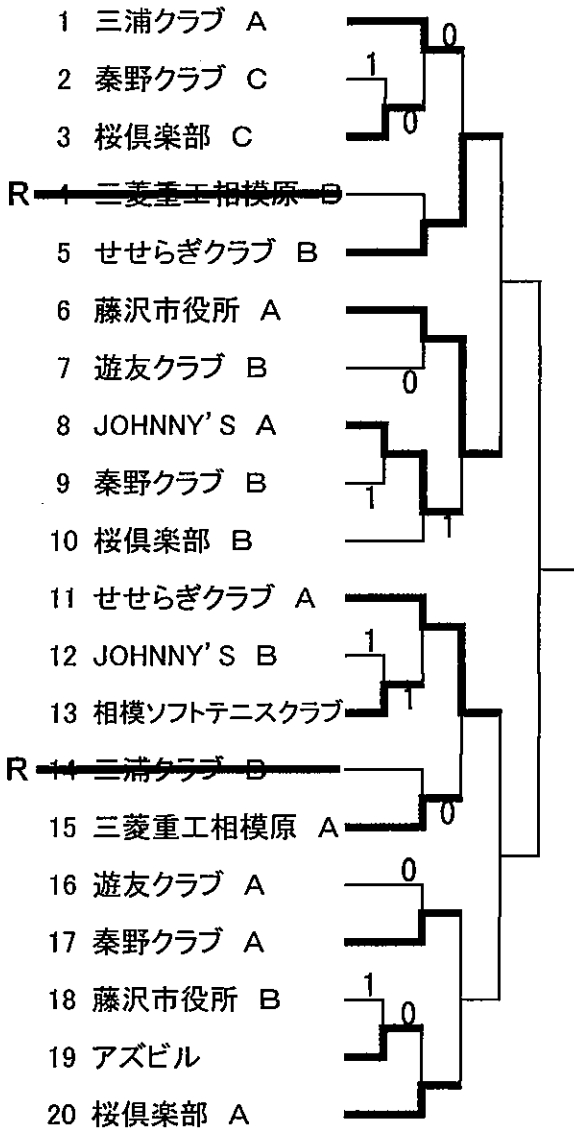 1 三浦クラブ A
0
2 秦野クラブ C
1
3 桜倶楽部 C
0
R 4 三菱重工相模原 B
5 せせらぎクラブ B
6 藤沢市役所 A
7 遊友クラブ B
0
8 JOHNNY'S A
9 秦野クラブ B
1
10 桜倶楽部 B
1
11 せせらぎクラブ A
12 JOHNNY'S B
1
13 相模ソフトテニスクラブ
1
R 14 三浦クラブ B
15 三菱重工相模原 A
0
16 遊友クラブ A
0
17 秦野クラブ A
18 藤沢市役所 B
1
0
19 アズビル
20 桜倶楽部 A